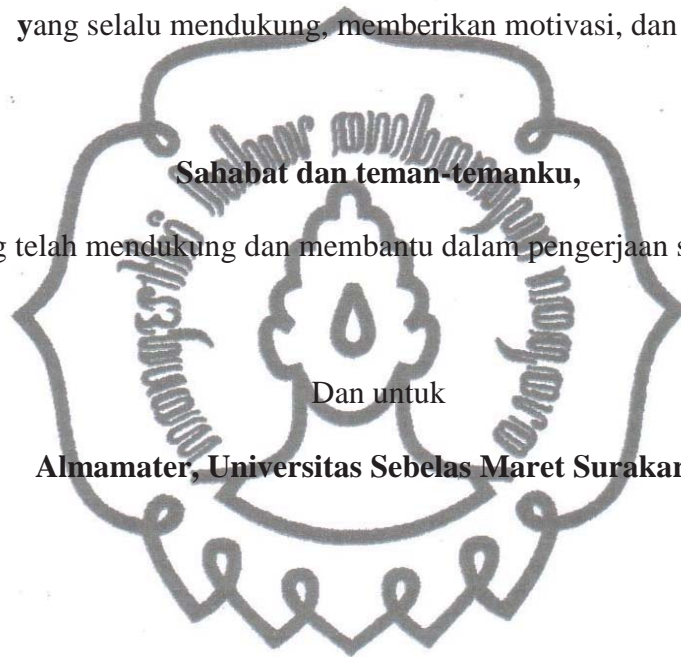 yang selalu mendukung, memberikan motivasi, dan
Sahabat dan teman-temanku,
telah mendukung dan membantu dalam pengerjaan
Dan untuk
Almamater, Universitas Sebelas Maret